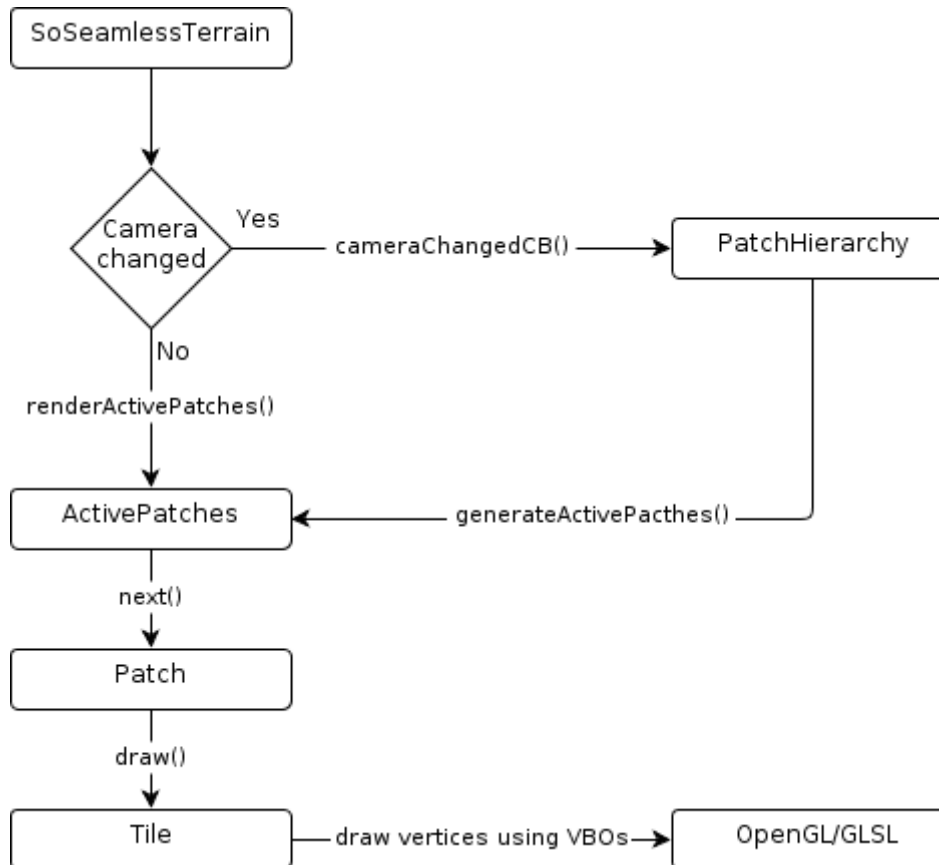 SoSeamlessTerrain
Camera
changed
Yes
cameraChangedCB()
PatchHierarchy
No
renderActivePatches()
ActivePatches
generateActivePacthes()
next()
Patch
draw()
Tile
draw vertices using VBOs
OpenGL/GLSL